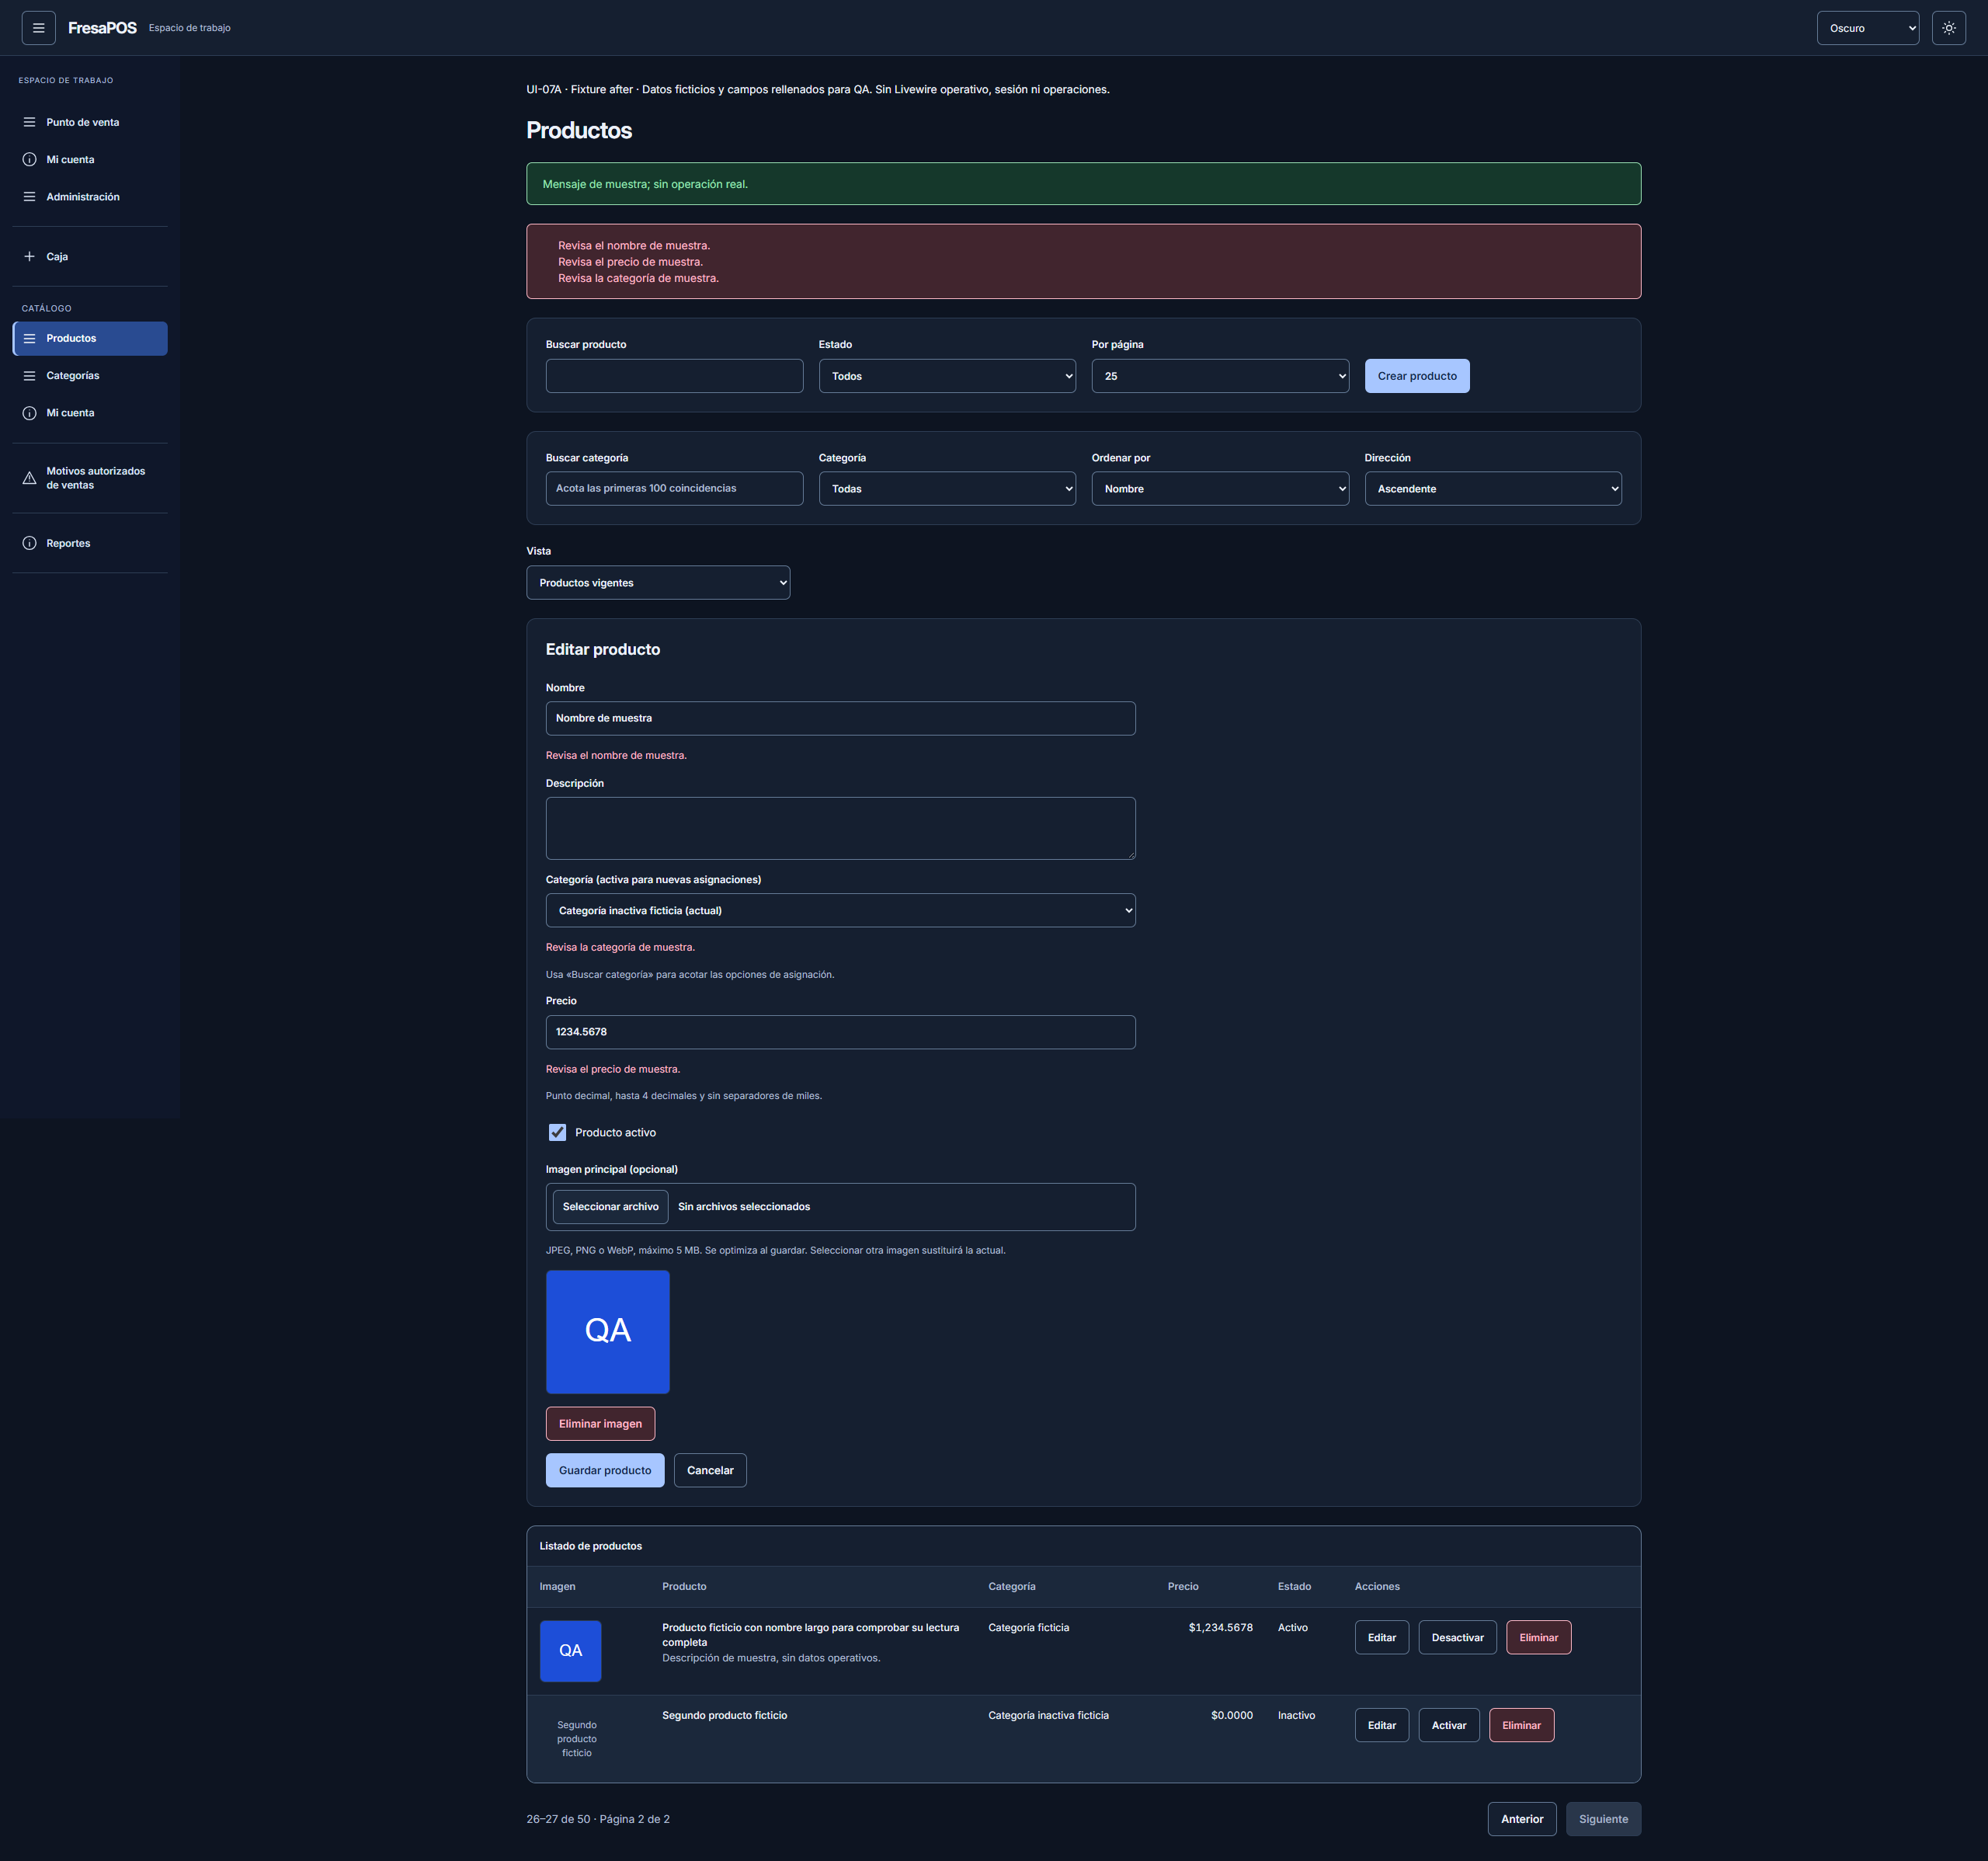 FresaPOS
Espacio de trabajo
Oscuro
ESPACIO DE TRABAJO
Punto de venta
Mi cuenta
Administración
Caja
CATÁLOGO
Productos
Categorías
Mi cuenta
Motivos autorizados
de ventas
Reportes
UI-07A · Fixture after · Datos ficticios y campos rellenados para QA. Sin Livewire operativo, sesión ni operaciones.
Productos
Mensaje de muestra; sin operación real.
Revisa el nombre de muestra.
Revisa el precio de muestra.
Revisa la categoría de muestra.
Buscar producto
Estado
Por página
Todos
25
Crear producto
Buscar categoría
Categoría
Ordenar por
Dirección
Acota las primeras 100 coincidencias
Todas
Nombre
Ascendente
Vista
Productos vigentes
Editar producto
Nombre
Nombre de muestra
Revisa el nombre de muestra.
Descripción
Categoría (activa para nuevas asignaciones)
Categoría inactiva ficticia (actual)
Revisa la categoría de muestra.
Usa «Buscar categoría» para acotar las opciones de asignación.
Precio
1234.5678
Revisa el precio de muestra.
Punto decimal, hasta 4 decimales y sin separadores de miles.
Producto activo
Imagen principal (opcional)
Seleccionar archivo
Sin archivos seleccionados
JPEG, PNG o WebP, máximo 5 MB. Se optimiza al guardar. Seleccionar otra imagen sustituirá la actual.
QA
Eliminar imagen
Guardar producto
Cancelar
Listado de productos
Imagen
Producto
Categoría
Precio
Estado
Acciones
QA
Producto ficticio con nombre largo para comprobar su lectura
completa
Descripción de muestra, sin datos operativos.
Categoría ficticia
$1,234.5678
Activo
Editar
Desactivar
Eliminar
Segundo
producto
ficticio
Segundo producto ficticio
Categoría inactiva ficticia
$0.0000
Inactivo
Editar
Activar
Eliminar
26–27 de 50 · Página 2 de 2
Anterior
Siguiente